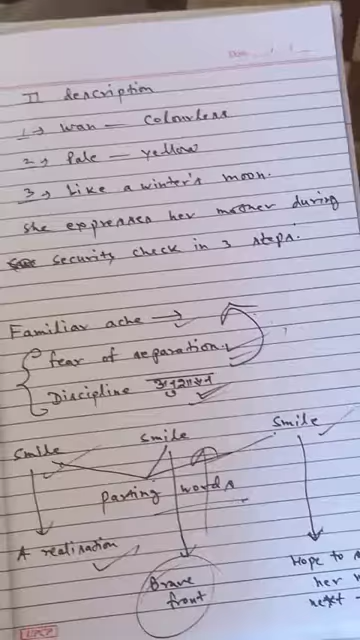 Date
II description
1 → Wan — Colourless
2 → Pale — yellow
3 → Like a winter's moon.
She expresses her mother during
security check in 3 steps.
Familiar ache →
fear of separation.
Discipline अनुशासन
Smile Smile Smile
parting words
A realisation
Brave
front
Hope to
her
next